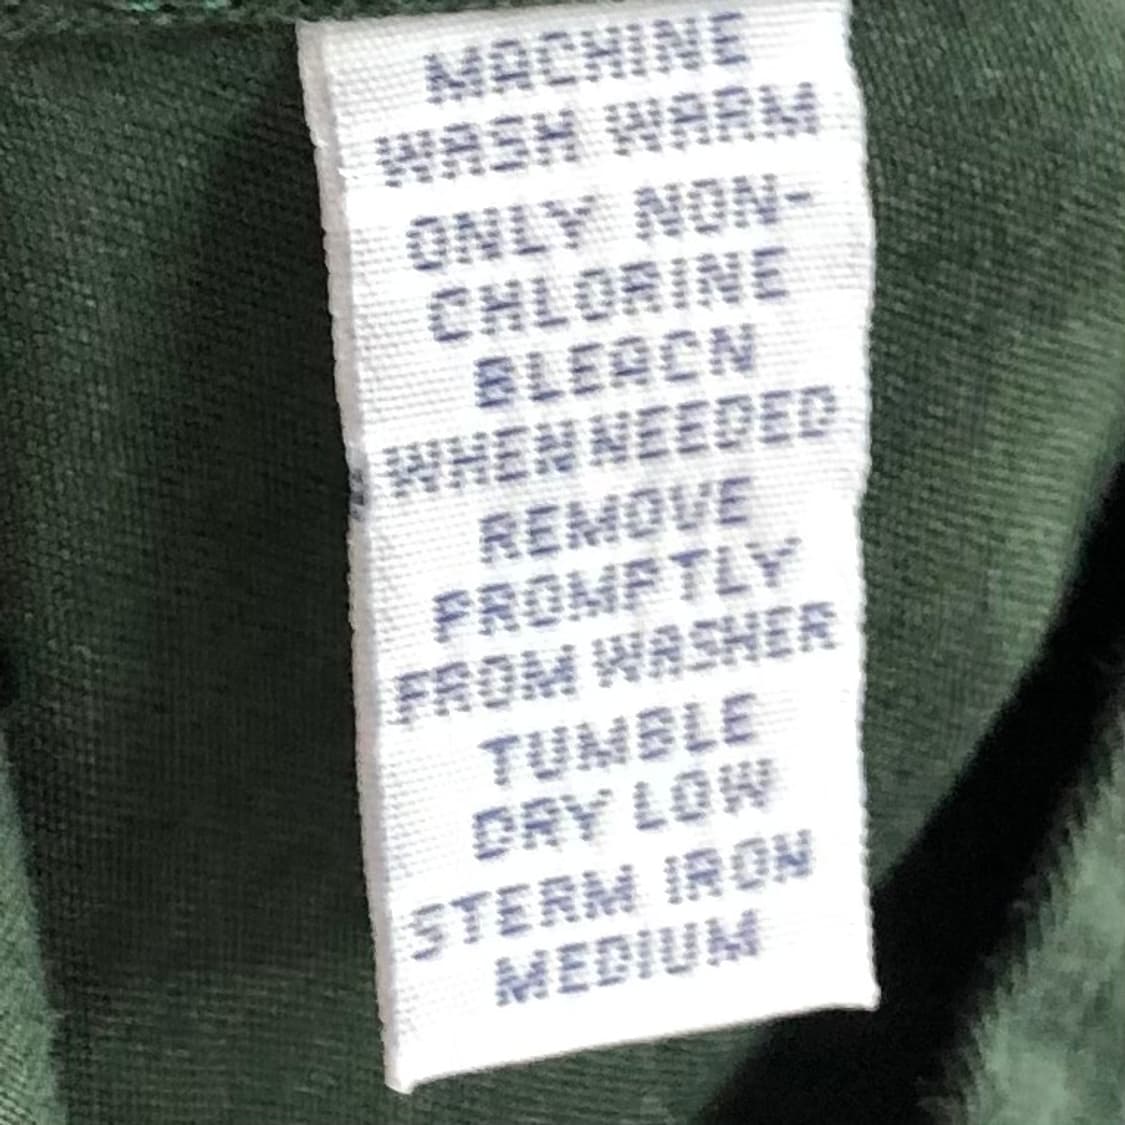 MACHINE
WASH WARM
ONLY NON-
CHLORINE
BLEACN
WHEN NEEDED
REMOVE
PROMPTLY
FROM WASHER
TUMBLE
DRY LOW
STERM IRON
MEDIUM